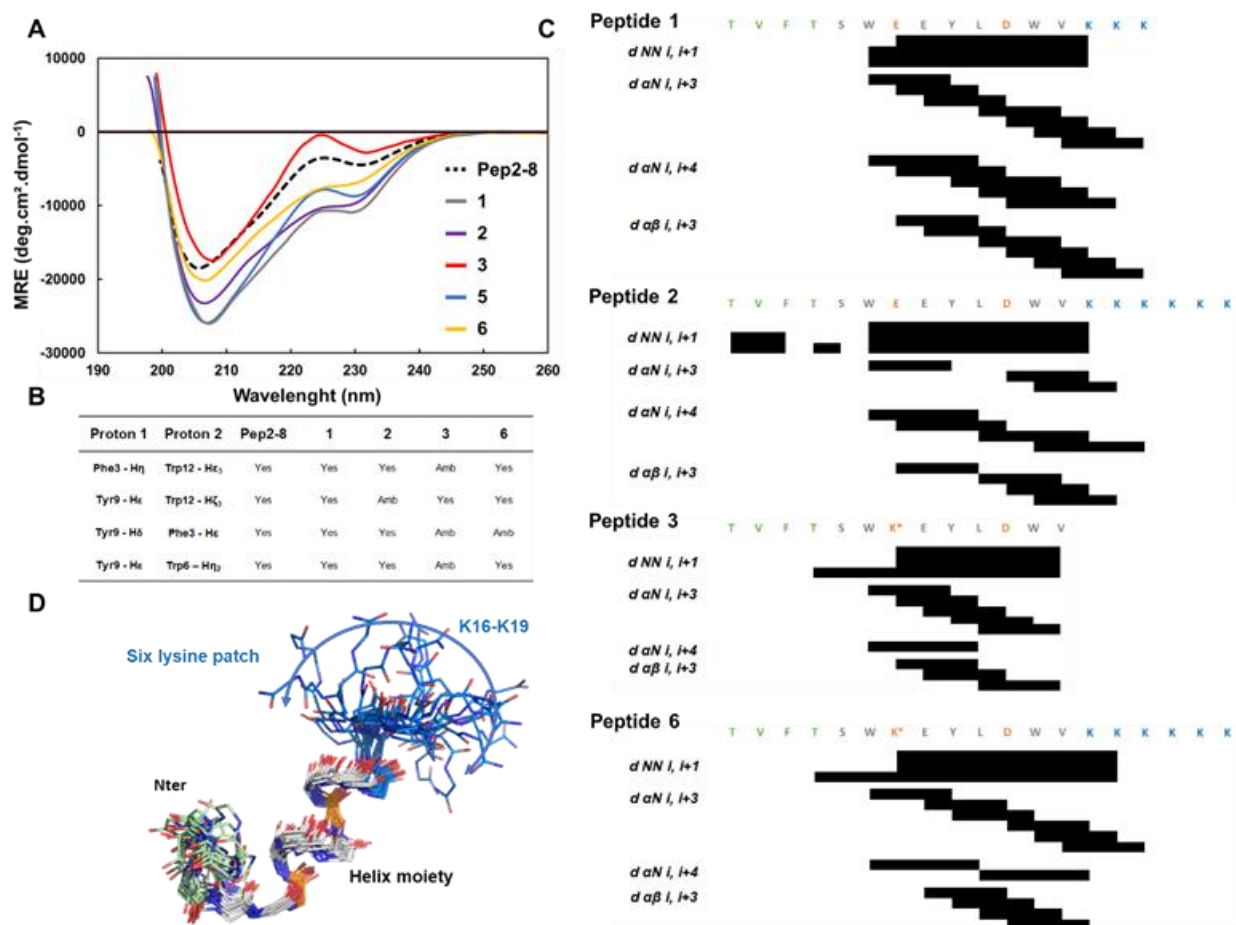 A
10000
0
-10000
-20000
-30000
190 200 210 220 230 240 250 260
MRE (deg.cm².dmol⁻¹)
Wavelenght (nm)
Pep2-8
1
2
3
5
6
B
Proton 1 Proton 2 Pep2-8 1 2 3 6
Phe3 - Hη Trp12 - Hε₃ Yes Yes Yes Amb Yes
Tyr9 - Hε Trp12 - Hζ₃ Yes Yes Amb Yes Yes
Tyr9 - Hδ Phe3 - Hε Yes Yes Yes Amb Amb
Tyr9 - Hε Trp6 – Hη₂ Yes Yes Yes Amb Yes
D
Six lysine patch
K16-K19
Nter
Helix moiety
C
Peptide 1
T V F T S W E E Y L D W V K K K
d NN i, i+1
d αN i, i+3
d αN i, i+4
d αβ i, i+3
Peptide 2
T V F T S W E E Y L D W V K K K K K K
d NN i, i+1
d αN i, i+3
d αN i, i+4
d αβ i, i+3
Peptide 3
T V F T S W K* E Y L D W V
d NN i, i+1
d αN i, i+3
d αN i, i+4
d αβ i, i+3
Peptide 6
T V F T S W K* E Y L D W V K K K K K K
d NN i, i+1
d αN i, i+3
d αN i, i+4
d αβ i, i+3